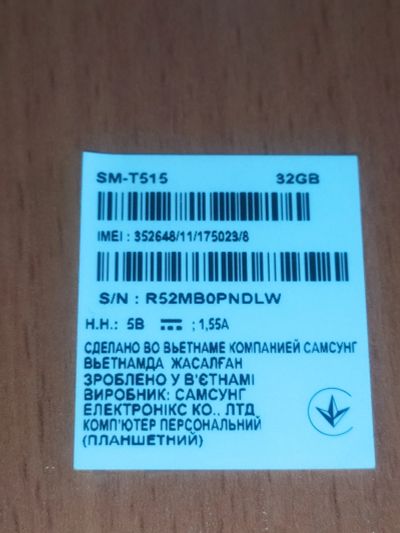 SM-T515 32GB
IMEI : 352648/11/175023/8
S/N : R52MB0PNDLW
Н.Н.: 5В ; 1,55А
СДЕЛАНО ВО ВЬЕТНАМЕ КОМПАНИЕЙ САМСУНГ
ВЬЕТНАМДА ЖАСАЛҒАН
ЗРОБЛЕНО У В'ЄТНАМІ
ВИРОБНИК: САМСУНГ
ЕЛЕКТРОНІКС КО., ЛТД
КОМП'ЮТЕР ПЕРСОНАЛЬНИЙ
(ПЛАНШЕТНИЙ)